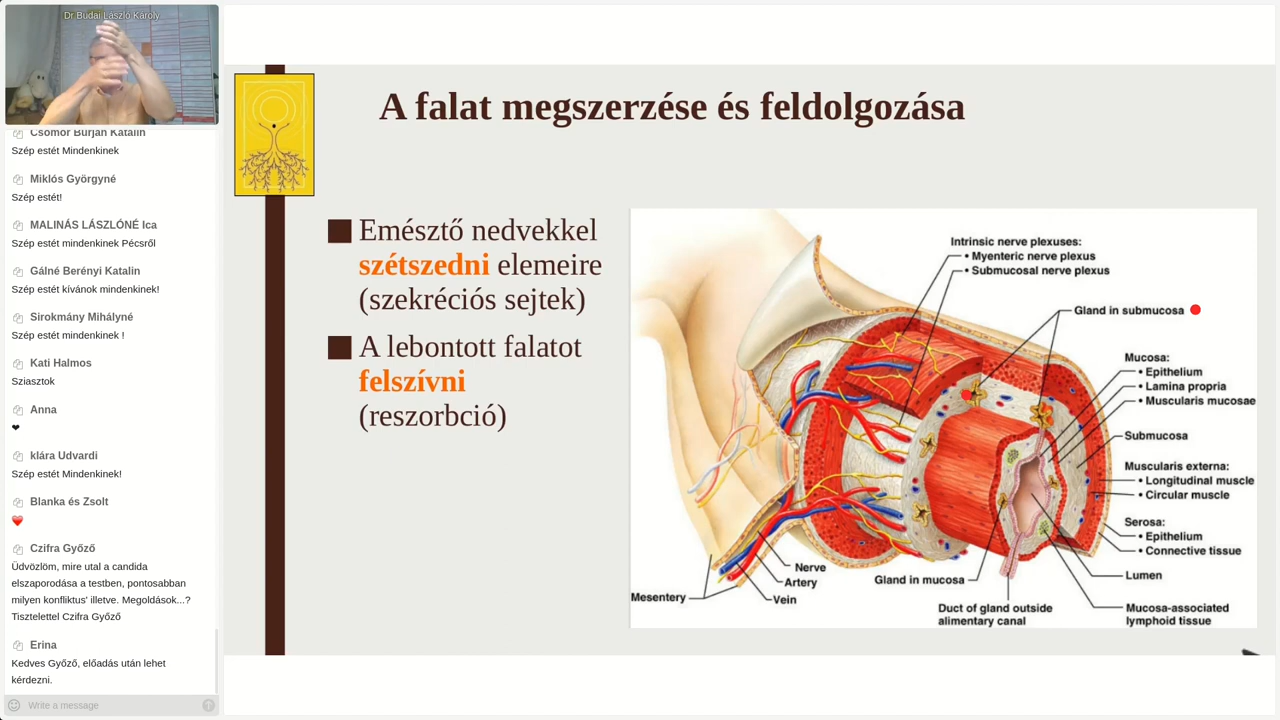 Dr Budai László Károly
Csomor Burján Katalin
Szép estét Mindenkinek
Miklós Györgyné
Szép estét!
MALINÁS LÁSZLÓNÉ Ica
Szép estét mindenkinek Pécsről
Gálné Berényi Katalin
Szép estét kívánok mindenkinek!
Sirokmány Mihályné
Szép estét mindenkinek !
Kati Halmos
Sziasztok
Anna
❤
klára Udvardi
Szép estét Mindenkinek!
Blanka és Zsolt
❤️
Czifra Győző
Üdvözlöm, mire utal a candida
elszaporodása a testben, pontosabban
milyen konfliktus' illetve. Megoldások...?
Tisztelettel Czifra Győző
Erina
Kedves Győző, előadás után lehet
kérdezni.
Write a message
A falat megszerzése és feldolgozása
Emésztő nedvekkel
szétszedni elemeire
(szekréciós sejtek)
A lebontott falatot
felszívni
(reszorbció)
Intrinsic nerve plexuses:
• Myenteric nerve plexus
• Submucosal nerve plexus
Gland in submucosa
Mucosa:
• Epithelium
• Lamina propria
• Muscularis mucosae
Submucosa
Muscularis externa:
• Longitudinal muscle
• Circular muscle
Serosa:
• Epithelium
• Connective tissue
Nerve
Artery
Vein
Mesentery
Gland in mucosa
Lumen
Duct of gland outside
alimentary canal
Mucosa-associated
lymphoid tissue